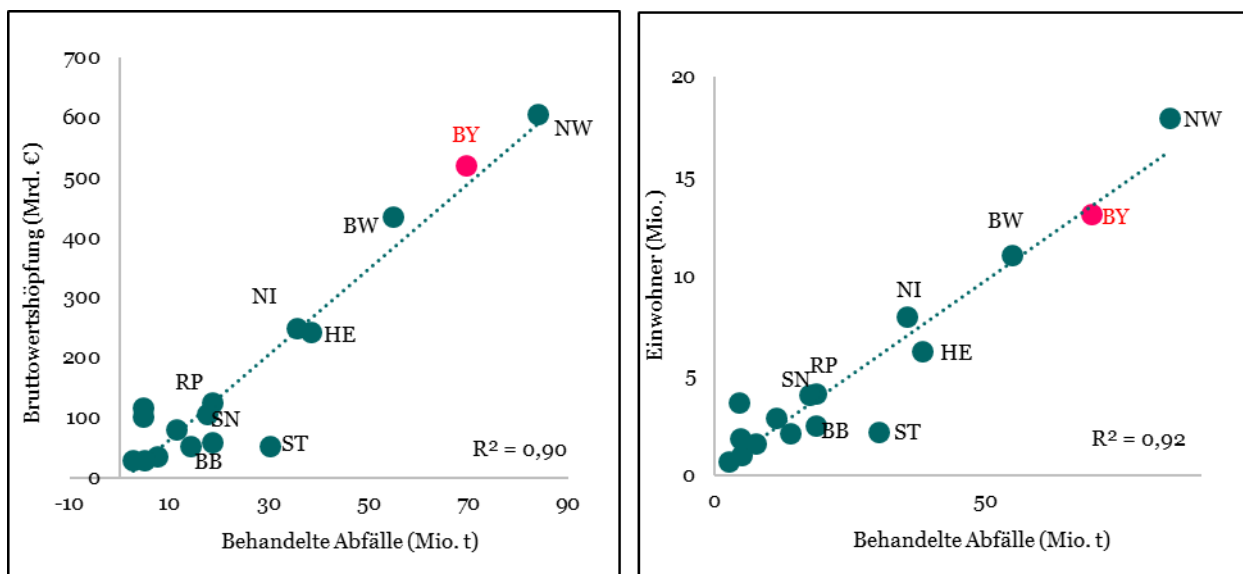 Bruttowertshöpfung (Mrd. €)
700
600
500
400
300
200
100
0
-10
10
30
50
70
90
Behandelte Abfälle (Mio. t)
NW
BY
BW
NI
HE
RP
SN
ST
BB
R² = 0,90
Einwohner (Mio.)
20
15
10
5
0
0
50
Behandelte Abfälle (Mio. t)
NW
BY
BW
NI
HE
RP
SN
BB
ST
R² = 0,92